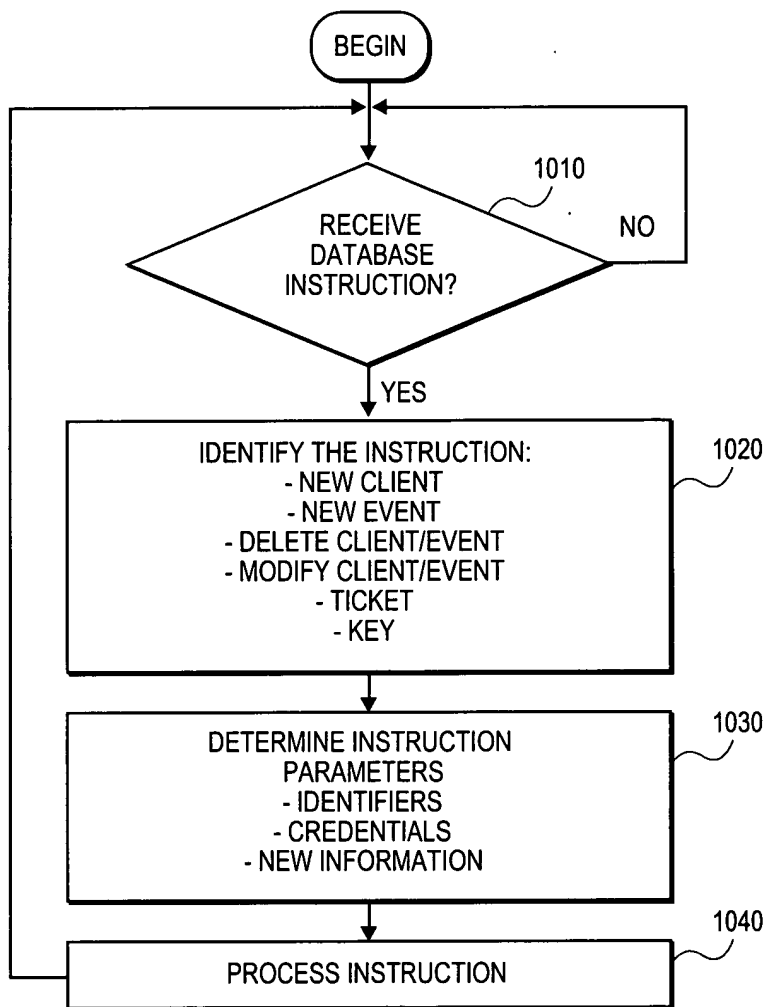 BEGIN
1010
RECEIVE
DATABASE
INSTRUCTION?
NO
YES
IDENTIFY THE INSTRUCTION:
- NEW CLIENT
- NEW EVENT
- DELETE CLIENT/EVENT
- MODIFY CLIENT/EVENT
- TICKET
- KEY
1020
DETERMINE INSTRUCTION
PARAMETERS
- IDENTIFIERS
- CREDENTIALS
- NEW INFORMATION
1030
PROCESS INSTRUCTION
1040